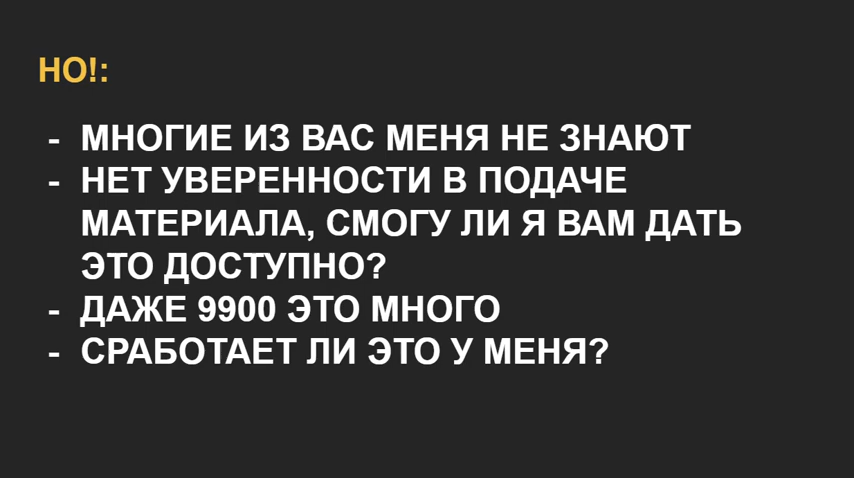 НО!:
- МНОГИЕ ИЗ ВАС МЕНЯ НЕ ЗНАЮТ
- НЕТ УВЕРЕННОСТИ В ПОДАЧЕ
МАТЕРИАЛА, СМОГУ ЛИ Я ВАМ ДАТЬ
ЭТО ДОСТУПНО?
- ДАЖЕ 9900 ЭТО МНОГО
- СРАБОТАЕТ ЛИ ЭТО У МЕНЯ?